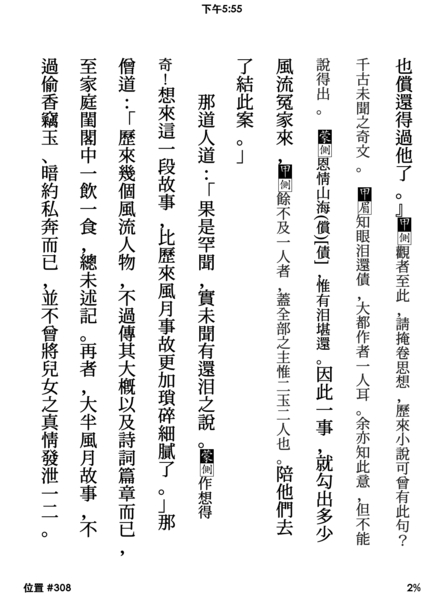 下午5:55
也償還得過他了。』甲側觀者至此，請掩卷思想，歷來小說可曾有此句？
千古未聞之奇文。甲眉知眼泪還債，大都作者一人耳。余亦知此意，但不能
說得出。蒙側恩情山海(償)[債]，惟有泪堪還。因此一事，就勾出多少
風流冤家來，甲側餘不及一人者，蓋全部之主惟二玉二人也。陪他們去
了結此案。」
那道人道：「果是罕聞，實未聞有還泪之說。蒙側作想得
奇！想來這一段故事，比歷來風月事故更加瑣碎細膩了。」那
僧道：「歷來幾個風流人物，不過傳其大概以及詩詞篇章而已，
至家庭閨閣中一飲一食，總未述記。再者，大半風月故事，不
過偷香竊玉、暗約私奔而已，並不曾將兒女之真情發泄一二。
位置 #308
2%